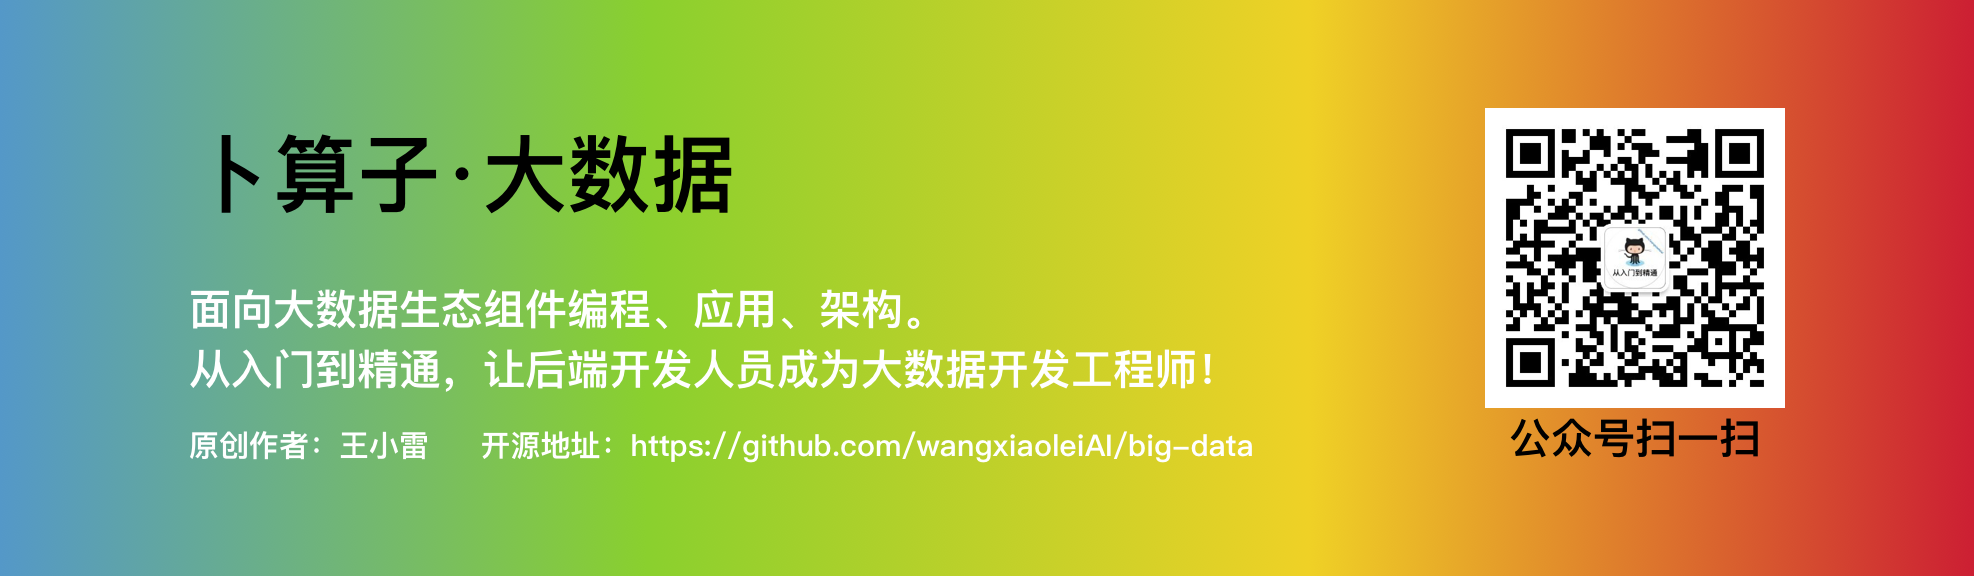 卜算子·大数据
面向大数据生态组件编程、应用、架构。
从入门到精通，让后端开发人员成为大数据开发工程师！
原创作者：王小雷 开源地址：https://github.com/wangxiaoleiAI/big-data
从入门到精通
公众号扫一扫